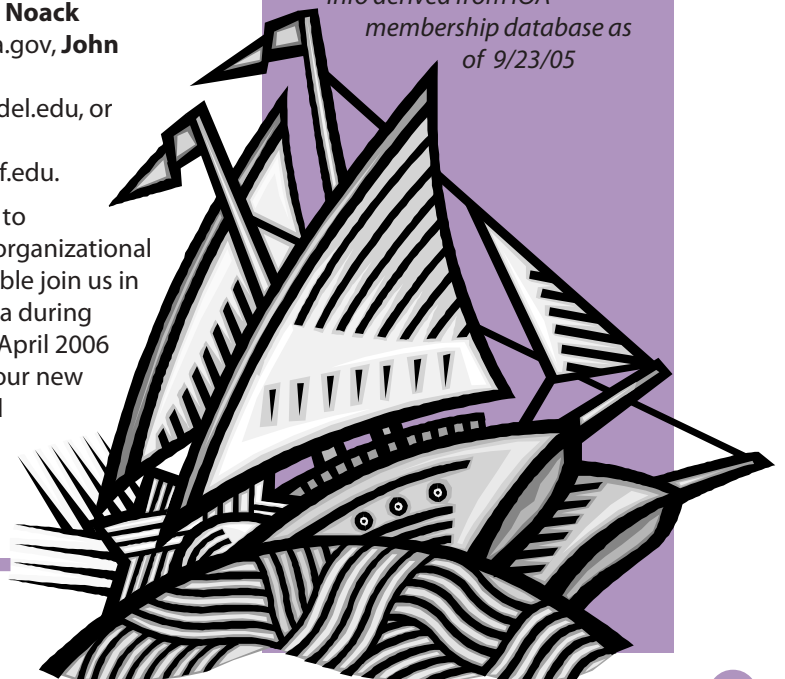 Noack
a.gov, John
del.edu, or
f.edu.
to
organizational
ble join us in
a during
April 2006
our new
membership database as
of 9/23/05